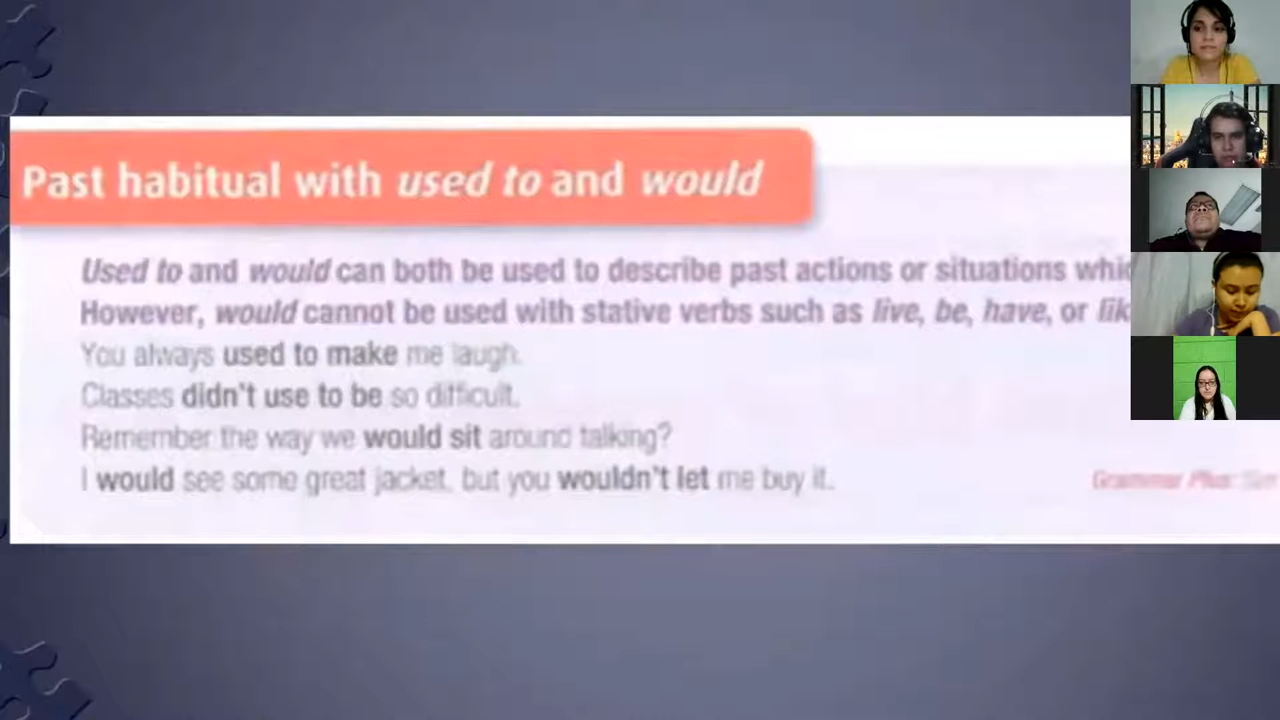 Past habitual with used to and would
Used to and would can both be used to describe past actions or situations
However, would cannot be used with stative verbs such as live, be, have, or
You always used to make me laugh.
Classes didn't use to be so difficult.
Remember the way we would sit around talking?
I would see some great jacket, but you wouldn't let me buy it.
Grammar Plus: